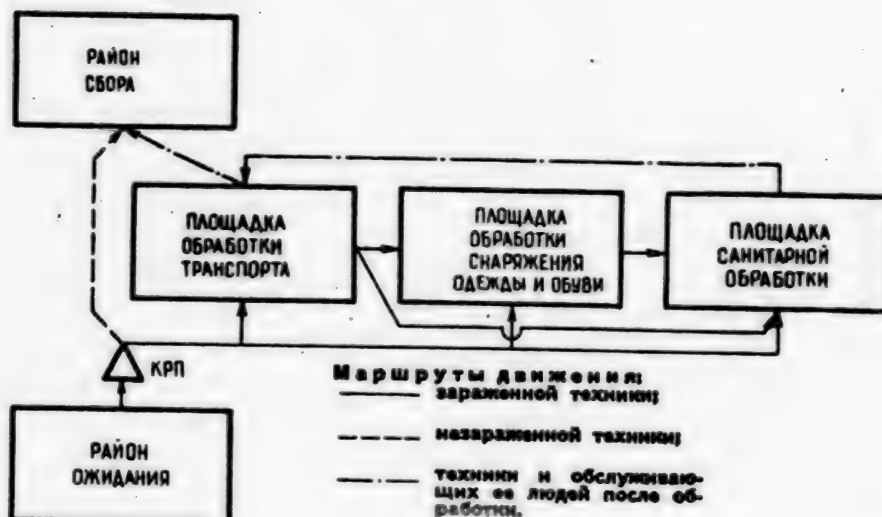 РАЙОН
СБОРА
ПЛОЩАДКА
ОБРАБОТКИ
ТРАНСПОРТА
ПЛОЩАДКА
ОБРАБОТКИ
СНАРЯЖЕНИЯ
ОДЕЖДЫ И ОБУВИ
ПЛОЩАДКА
САНИТАРНОЙ
ОБРАБОТКИ
КРП
РАЙОН
ОЖИДАНИЯ
Маршруты движения:
зараженной техники;
незараженной техники;
техники и обслуживаю-
щих ее людей после об-
работки.